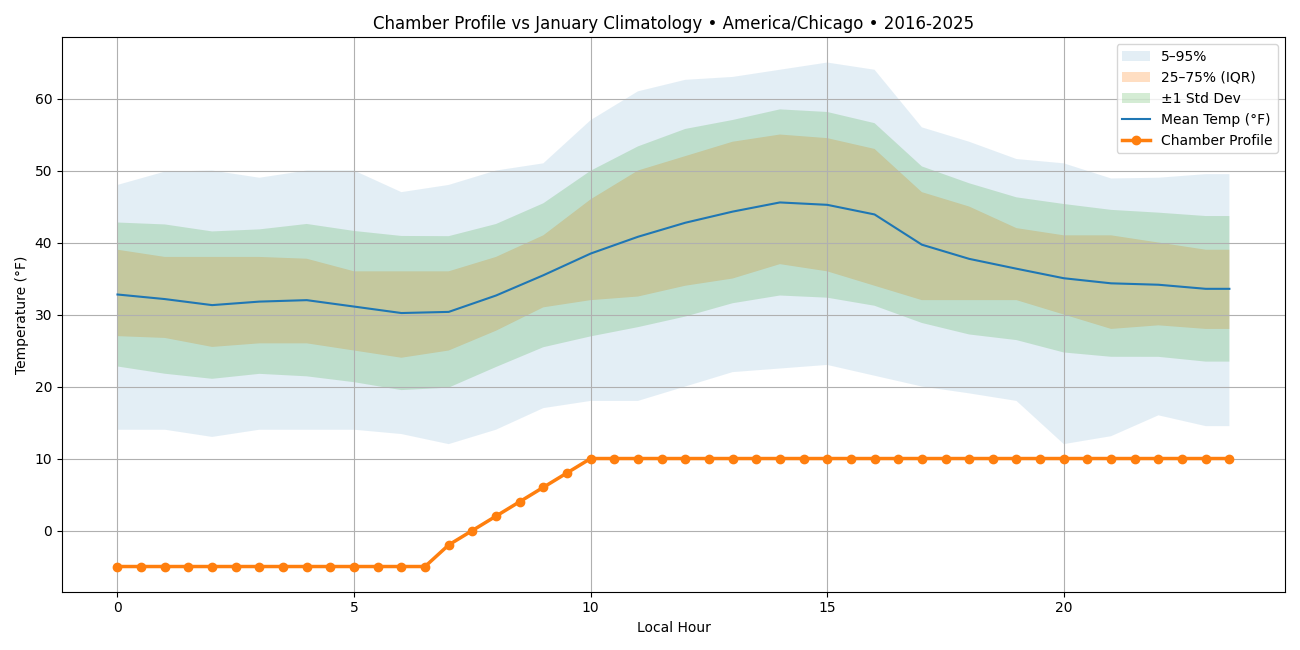 Chamber Profile vs January Climatology • America/Chicago • 2016-2025
5–95%
25–75% (IQR)
±1 Std Dev
Mean Temp (°F)
Chamber Profile
Temperature (°F)
60
50
40
30
20
10
0
0 5 10 15 20
Local Hour